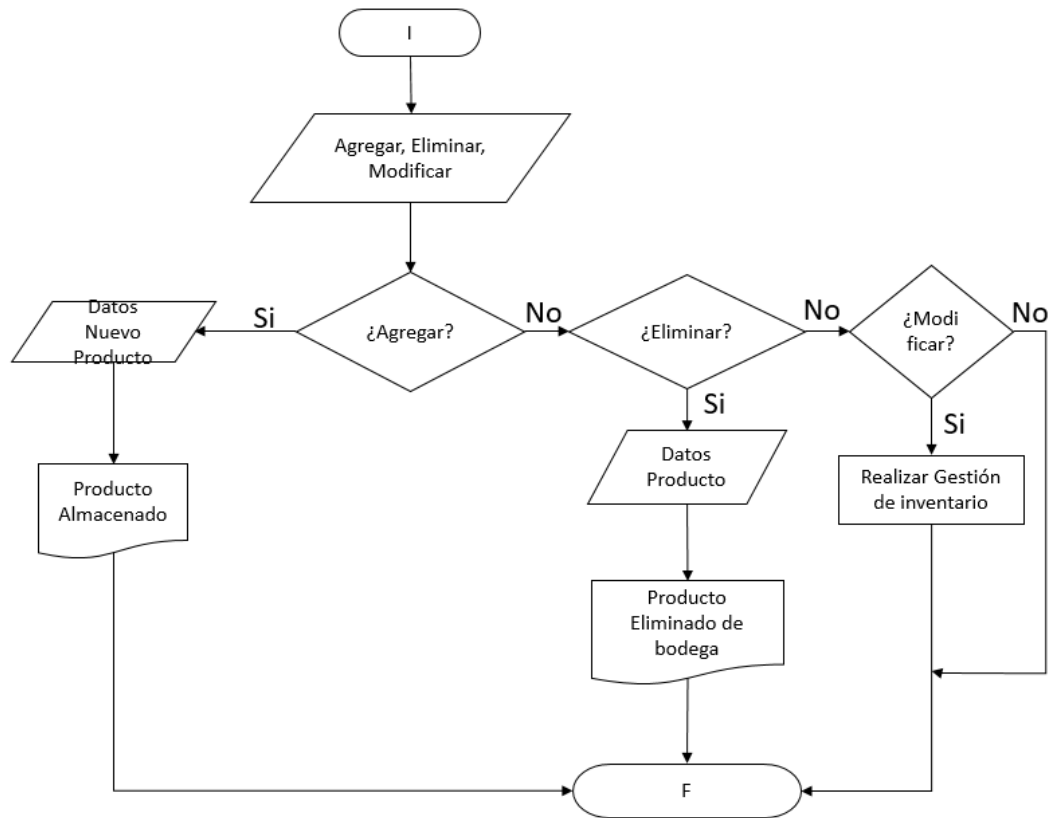 I
Agregar, Eliminar,
Modificar
Datos
Nuevo
Producto
Si
¿Agregar?
No
¿Eliminar?
No
¿Modi
ficar?
No
Si
Si
Producto
Almacenado
Datos
Producto
Realizar Gestión
de inventario
Producto
Eliminado de
bodega
F